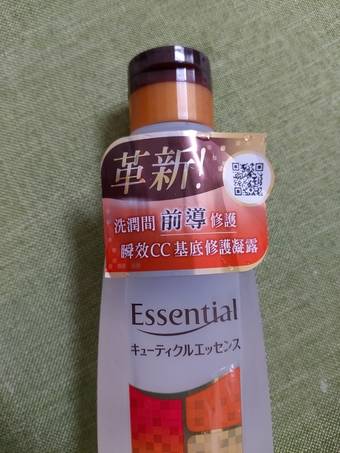 革新!
洗潤間 前導 修護
瞬效CC基底修護凝露
Essential
キューティクルエッセンス